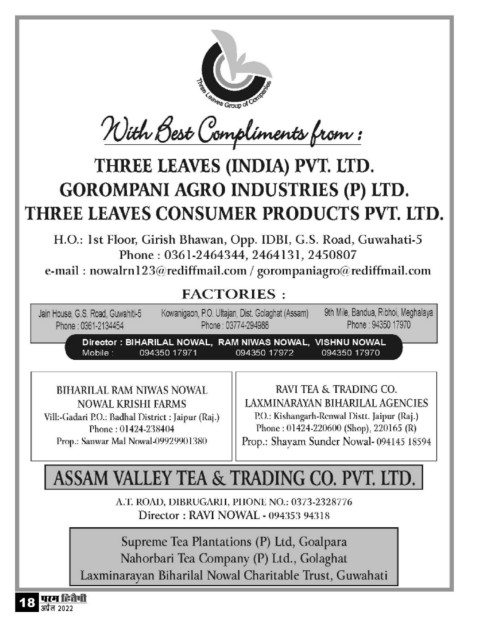 Three Leaves Group of Companies
With Best Compliments from :
THREE LEAVES (INDIA) PVT. LTD.
GOROMPANI AGRO INDUSTRIES (P) LTD.
THREE LEAVES CONSUMER PRODUCTS PVT. LTD.
H.O.: 1st Floor, Girish Bhawan, Opp. IDBI, G.S. Road, Guwahati-5
Phone : 0361-2464344, 2464131, 2450807
e-mail : nowalrn123@rediffmail.com / gorompaniagro@rediffmail.com
FACTORIES :
Jain House, G.S. Road, Guwahiti-5
Phone : 0361-2134454
Kowanigaon, P.O. Ultajan, Dist. Golaghat (Assam)
Phone : 03774-294988
9th Mile, Bandua, Ribhoi, Meghalaya
Phone : 94350 17970
Director : BIHARILAL NOWAL, RAM NIWAS NOWAL, VISHNU NOWAL
Mobile : 094350 17971 094350 17972 094350 17970
BIHARILAL RAM NIWAS NOWAL
NOWAL KRISHI FARMS
Vill:-Gadari P.O.: Badhal District : Jaipur (Raj.)
Phone : 01424-238404
Prop.: Sanwar Mal Nowal-09929901380
RAVI TEA & TRADING CO.
LAXMINARAYAN BIHARILAL AGENCIES
P.O.: Kishangarh-Renwal Distt. Jaipur (Raj.)
Phone : 01424-220600 (Shop), 220165 (R)
Prop.: Shyam Sunder Nowal- 094145 18594
ASSAM VALLEY TEA & TRADING CO. PVT. LTD.
A.T. ROAD, DIBRUGARH, PHONE NO.: 0373-2328776
Director : RAVI NOWAL - 094353 94318
Supreme Tea Plantations (P) Ltd, Goalpara
Nahorbari Tea Company (P) Ltd., Golaghat
Laxminarayan Biharilal Nowal Charitable Trust, Guwahati
18 परम हितैषी
अप्रैल 2022